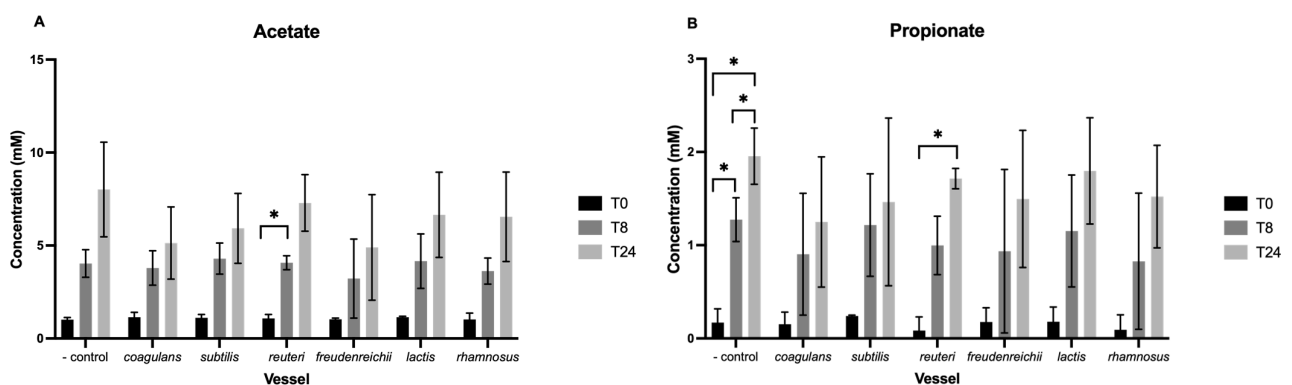 A
Acetate
Concentration (mM)
15
10
5
0
*
- control
coagulans
subtilis
reuteri
freudenreichii
lactis
rhamnosus
Vessel
T0
T8
T24
B
Propionate
Concentration (mM)
3
2
1
0
*
*
*
*
- control
coagulans
subtilis
reuteri
freudenreichii
lactis
rhamnosus
Vessel
T0
T8
T24